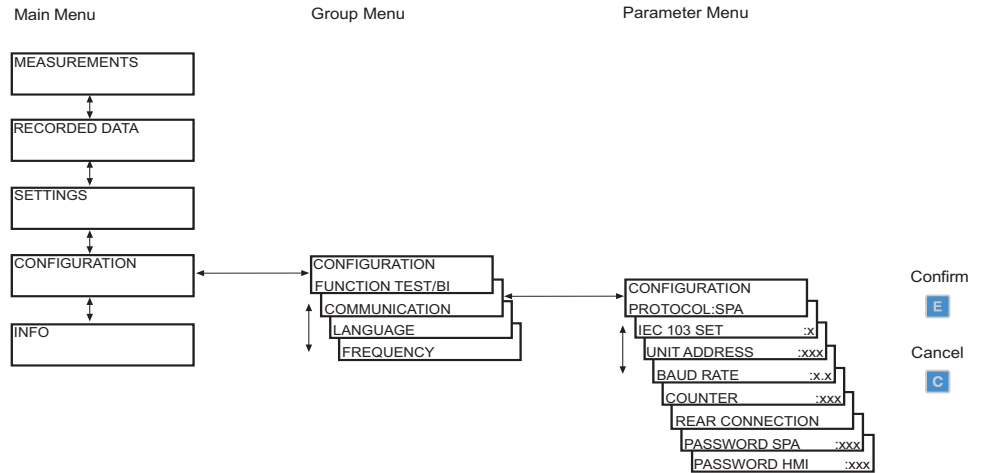 Main Menu
Group Menu
Parameter Menu
MEASUREMENTS
RECORDED DATA
SETTINGS
CONFIGURATION
INFO
CONFIGURATION
FUNCTION TEST/BI
COMMUNICATION
LANGUAGE
FREQUENCY
CONFIGURATION
PROTOCOL:SPA
IEC 103 SET :x
UNIT ADDRESS :xxx
BAUD RATE :x.x
COUNTER :xxx
REAR CONNECTION
PASSWORD SPA :xxx
PASSWORD HMI :xxx
Confirm
E
Cancel
C